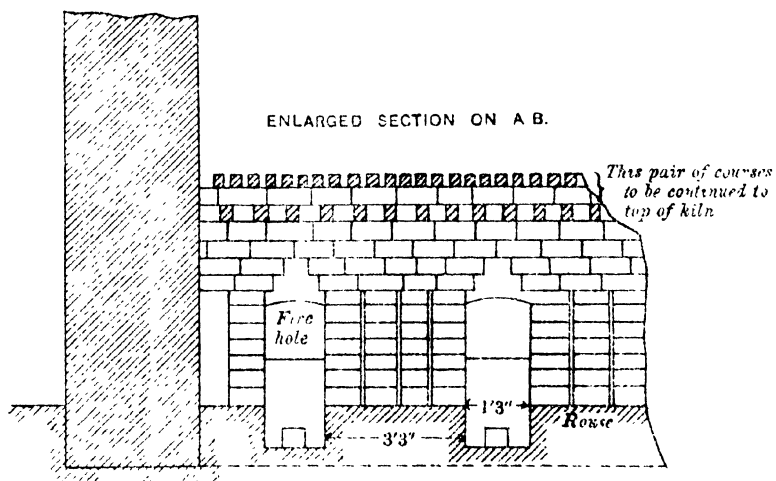 ENLARGED SECTION ON A B.
This pair of courses
to be continued to
top of kiln
Fire
hole
1'3"
3'3"
Rouse